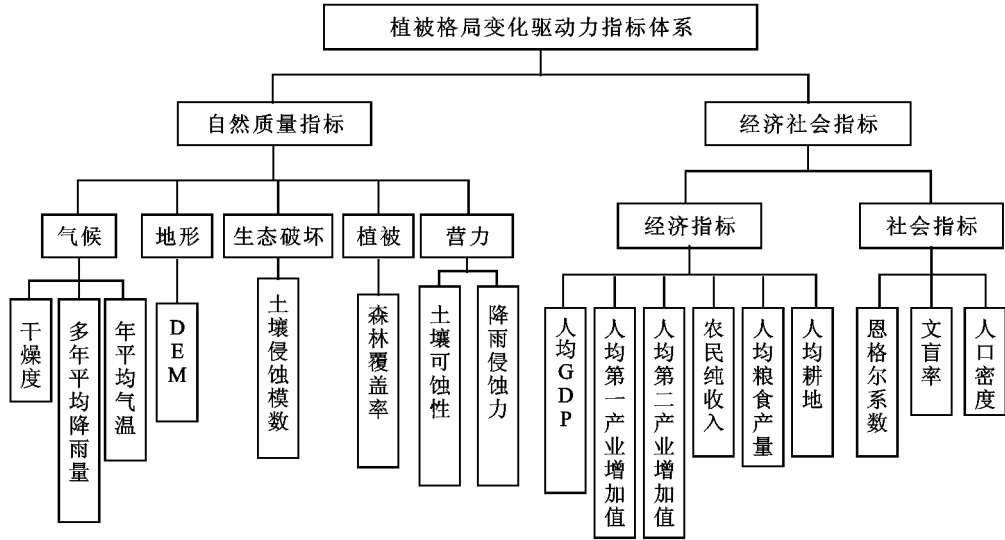 植被格局变化驱动力指标体系
自然质量指标
经济社会指标
气候
地形
生态破坏
植被
营力
经济指标
社会指标
干燥度
多年平均降雨量
年平均气温
DEM
土壤侵蚀模数
森林覆盖率
土壤可蚀性
降雨侵蚀力
人均GDP
人均第一产业增加值
人均第二产业增加值
农民纯收入
人均粮食产量
人均耕地
恩格尔系数
文盲率
人口密度